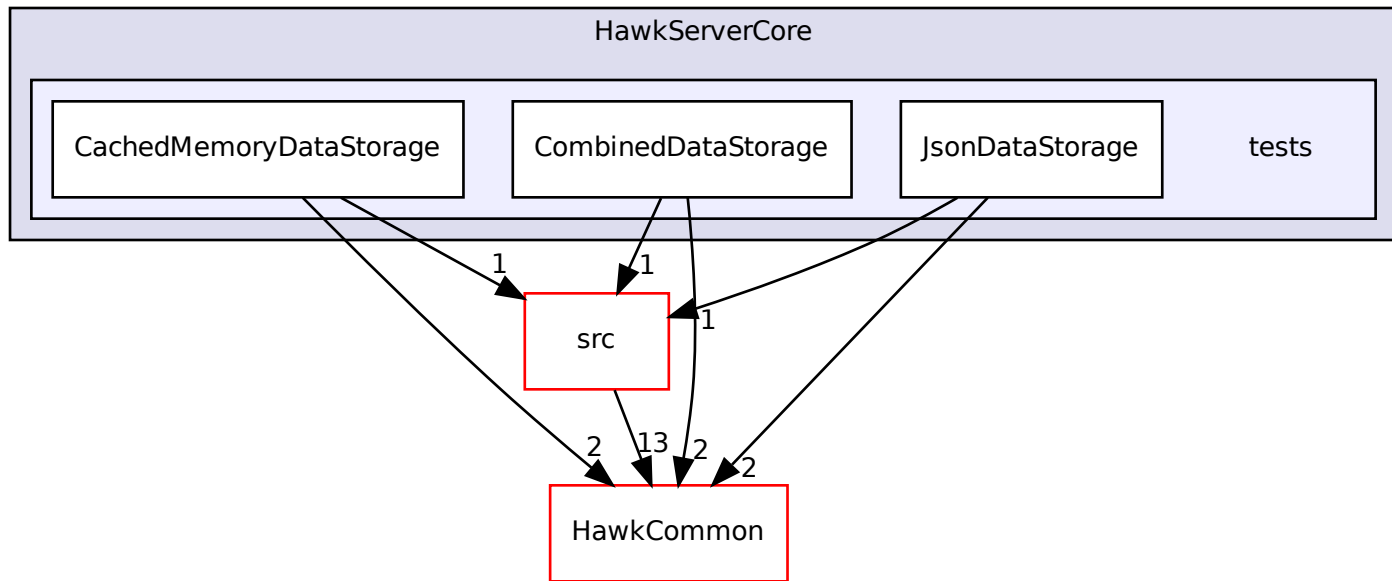 HawkServerCore
CachedMemoryDataStorage
CombinedDataStorage
JsonDataStorage
tests
1
1
1
src
2
13
2
2
HawkCommon